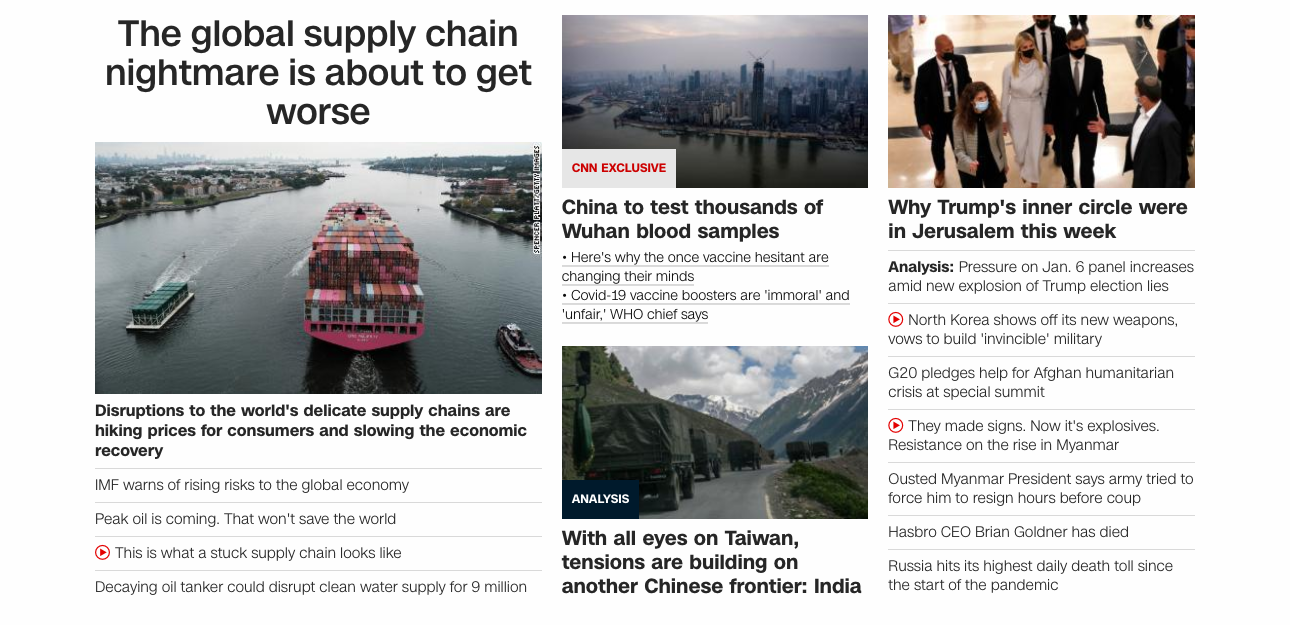 The global supply chain
nightmare is about to get
worse
SPENCER PLATT/GETTY IMAGES
Disruptions to the world's delicate supply chains are
hiking prices for consumers and slowing the economic
recovery
IMF warns of rising risks to the global economy
Peak oil is coming. That won't save the world
This is what a stuck supply chain looks like
Decaying oil tanker could disrupt clean water supply for 9 million
CNN EXCLUSIVE
China to test thousands of
Wuhan blood samples
• Here's why the once vaccine hesitant are
changing their minds
• Covid-19 vaccine boosters are 'immoral' and
'unfair,' WHO chief says
ANALYSIS
With all eyes on Taiwan,
tensions are building on
another Chinese frontier: India
Why Trump's inner circle were
in Jerusalem this week
Analysis: Pressure on Jan. 6 panel increases
amid new explosion of Trump election lies
North Korea shows off its new weapons,
vows to build 'invincible' military
G20 pledges help for Afghan humanitarian
crisis at special summit
They made signs. Now it's explosives.
Resistance on the rise in Myanmar
Ousted Myanmar President says army tried to
force him to resign hours before coup
Hasbro CEO Brian Goldner has died
Russia hits its highest daily death toll since
the start of the pandemic